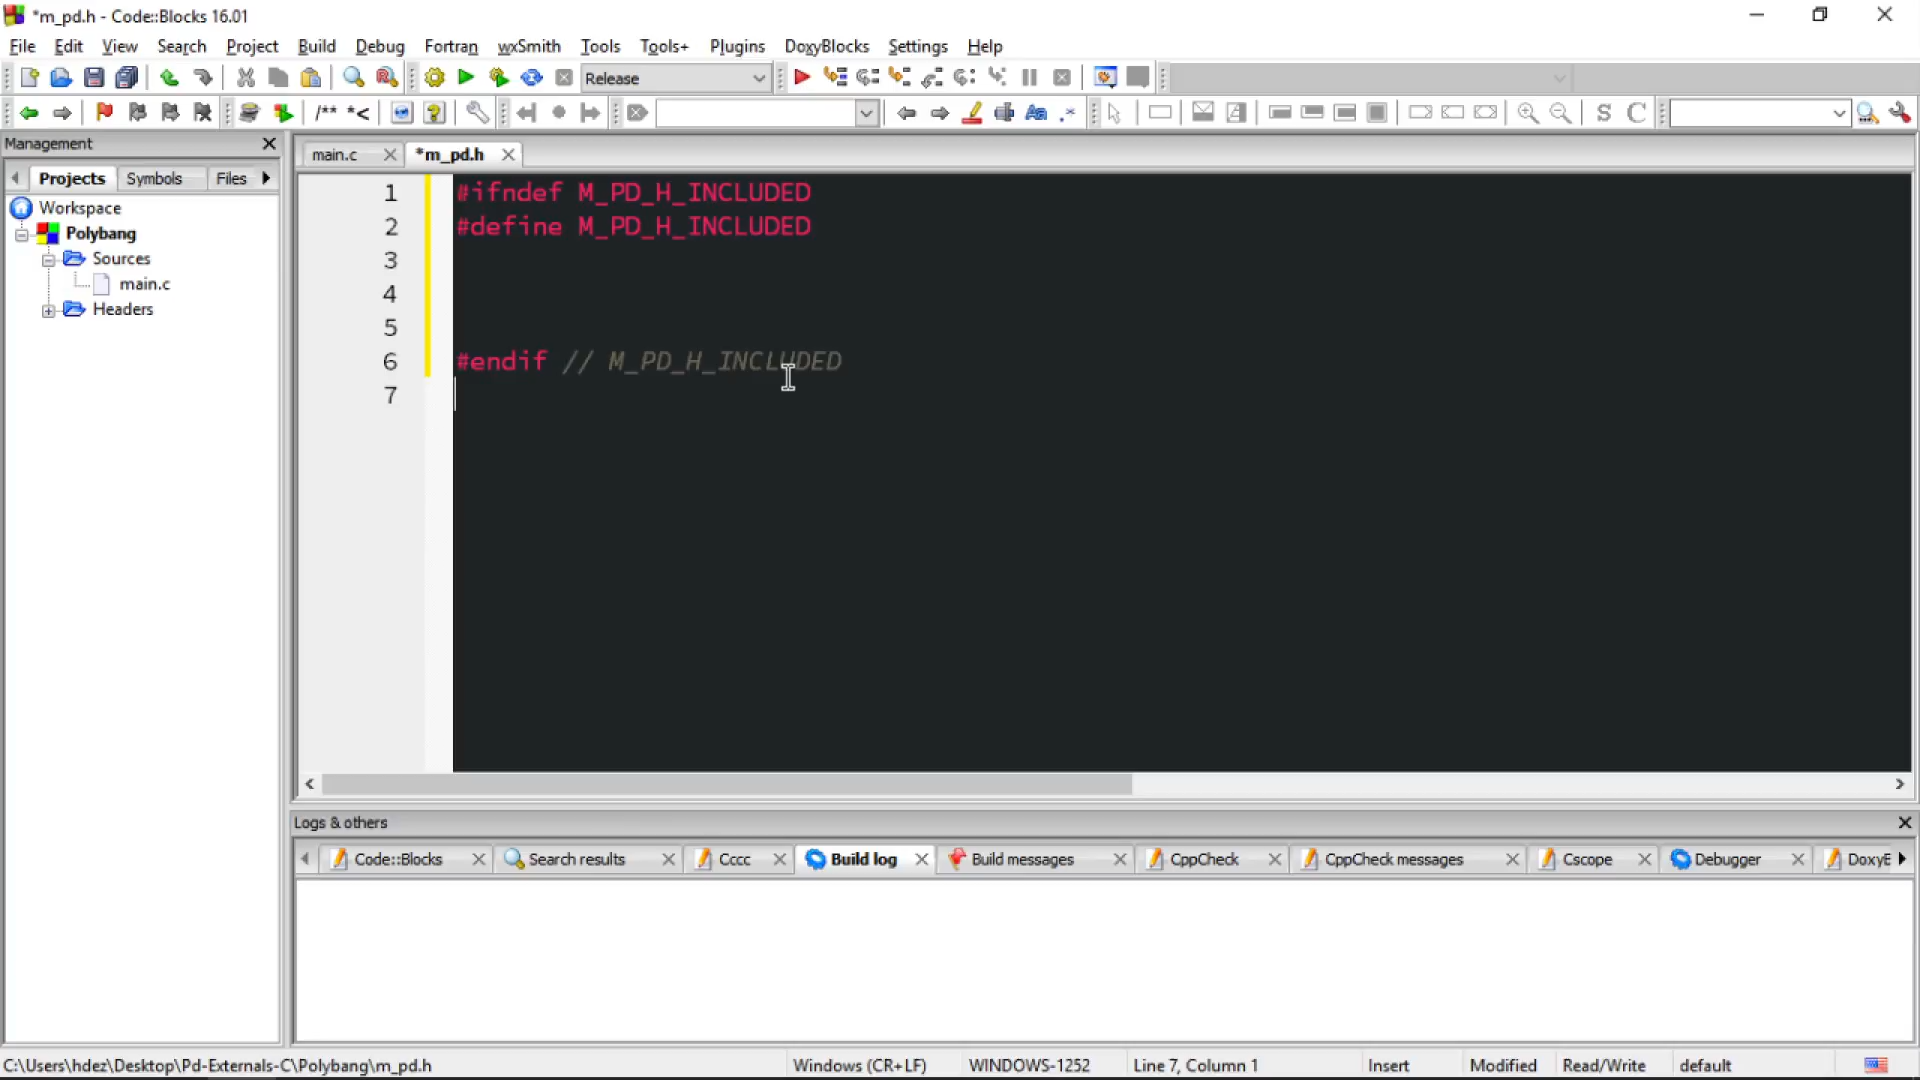 *m_pd.h - Code::Blocks 16.01
File Edit View Search Project Build Debug Fortran wxSmith Tools Tools+ Plugins DoxyBlocks Settings Help
Release
/** *< Aa .* S C
Management
main.c *m_pd.h
Projects Symbols Files
Workspace
Polybang
Sources
main.c
Headers
1 #ifndef M_PD_H_INCLUDED
2 #define M_PD_H_INCLUDED
3
4
5
6 #endif // M_PD_H_INCLUDED
7
Logs & others
Code::Blocks Search results Cccc Build log Build messages CppCheck CppCheck messages Cscope Debugger DoxyE
C:\Users\hdez\Desktop\Pd-Externals-C\Polybang\m_pd.h Windows (CR+LF) WINDOWS-1252 Line 7, Column 1 Insert Modified Read/Write default